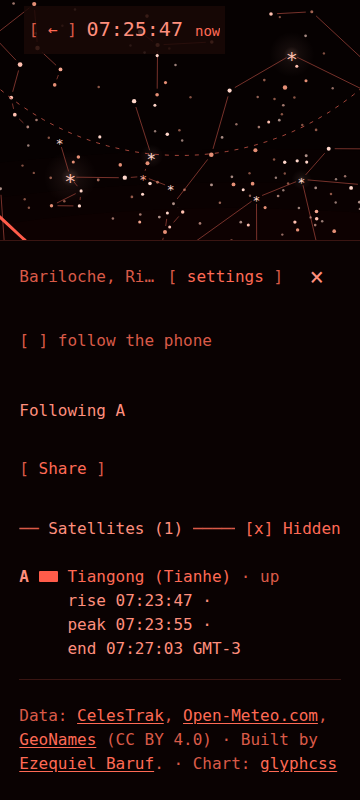 [ ← ] 07:25:47 now
Bariloche, Ri… [ settings ] ×
[ ] follow the phone
Following A
[ Share ]
Satellites (1) [x] Hidden
A Tiangong (Tianhe) · up
rise 07:23:47 ·
peak 07:23:55 ·
end 07:27:03 GMT-3
Data: CelesTrak, Open-Meteo.com,
GeoNames (CC BY 4.0) · Built by
Ezequiel Baruf. · Chart: glyphcss